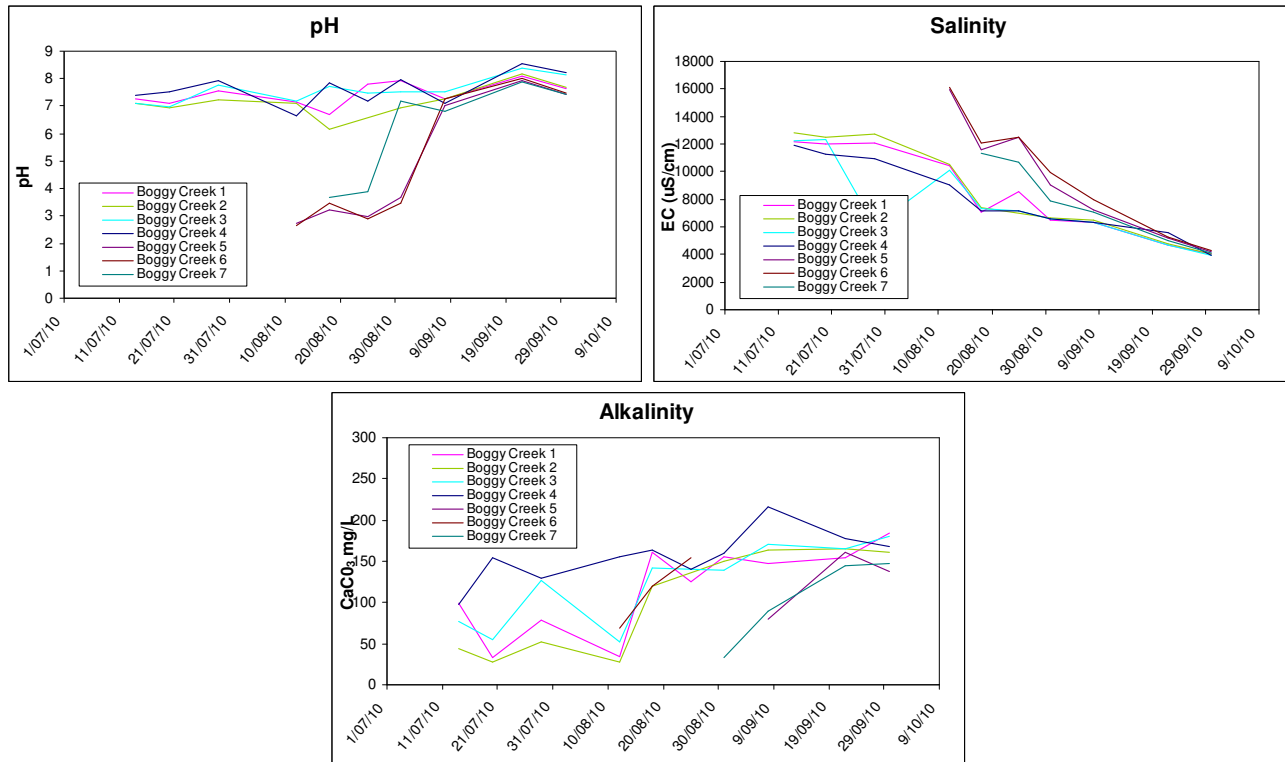 pH
9
8
7
6
5
4
3
2
1
0
pH
Boggy Creek 1
Boggy Creek 2
Boggy Creek 3
Boggy Creek 4
Boggy Creek 5
Boggy Creek 6
Boggy Creek 7
1/07/10
11/07/10
21/07/10
31/07/10
10/08/10
20/08/10
30/08/10
9/09/10
19/09/10
29/09/10
9/10/10
Salinity
18000
16000
14000
12000
10000
8000
6000
4000
2000
0
EC (uS/cm)
Boggy Creek 1
Boggy Creek 2
Boggy Creek 3
Boggy Creek 4
Boggy Creek 5
Boggy Creek 6
Boggy Creek 7
1/07/10
11/07/10
21/07/10
31/07/10
10/08/10
20/08/10
30/08/10
9/09/10
19/09/10
29/09/10
9/10/10
Alkalinity
300
250
200
150
100
50
0
CaC0₃ mg/L
Boggy Creek 1
Boggy Creek 2
Boggy Creek 3
Boggy Creek 4
Boggy Creek 5
Boggy Creek 6
Boggy Creek 7
1/07/10
11/07/10
21/07/10
31/07/10
10/08/10
20/08/10
30/08/10
9/09/10
19/09/10
29/09/10
9/10/10